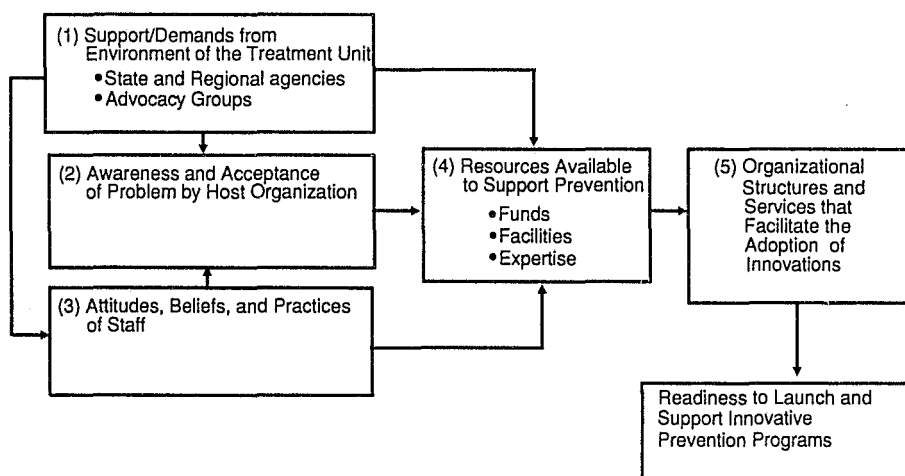 (1) Support/Demands from
Environment of the Treatment Unit
•State and Regional agencies
•Advocacy Groups
(2) Awareness and Acceptance
of Problem by Host Organization
(3) Attitudes, Beliefs, and Practices
of Staff
(4) Resources Available
to Support Prevention
•Funds
•Facilities
•Expertise
(5) Organizational
Structures and
Services that
Facilitate the
Adoption of
Innovations
Readiness to Launch and
Support Innovative
Prevention Programs